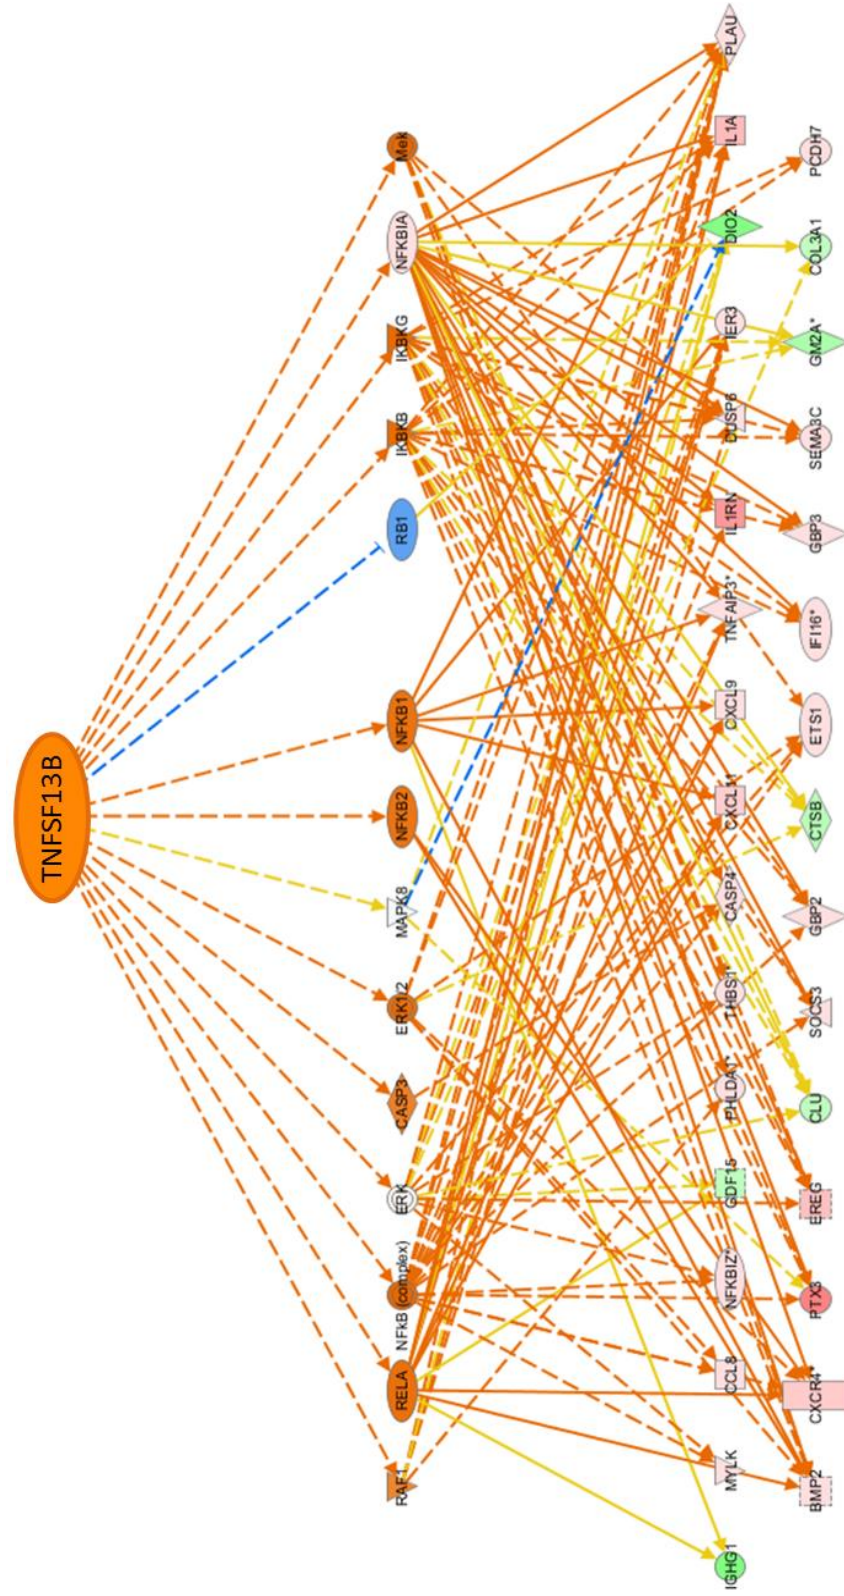 TNFSF13B
RAF1
RELA
NFkB (complex)
ERK
CASP3
ERK1/2
MAPK8
NFKB2
NFKB1
RB1
IKBKB
IKBKG
NFKBIA
Mek
IGHG1
MYLK
CCL8
NFKBIZ*
GDF15
PHLDA1*
THBS1*
CASP4*
CXCL11
CXCL9
TNFAIP3*
IL1RN
DUSP6
IER3
DIO2
IL1A
PLAU
BMP2
CXCR4*
PTX3
EREG
CLU
SOCS3
GBP2
CTSB
ETS1
IFI16*
GBP3
SEMA3C
GM2A*
COL3A1
PCDH7